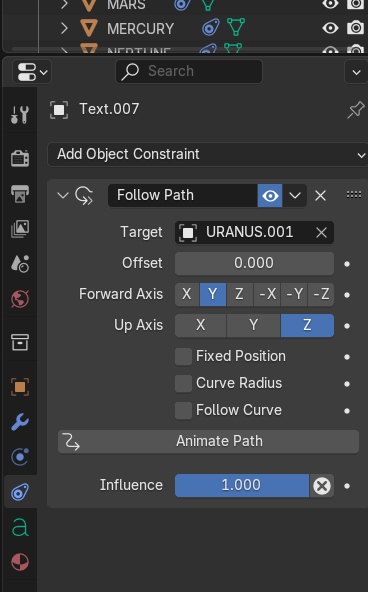 MARS
MERCURY
NEPTUNE
Search
Text.007
Add Object Constraint
Follow Path
Target URANUS.001
Offset 0.000
Forward Axis X Y Z -X -Y -Z
Up Axis X Y Z
Fixed Position
Curve Radius
Follow Curve
Animate Path
Influence 1.000
a